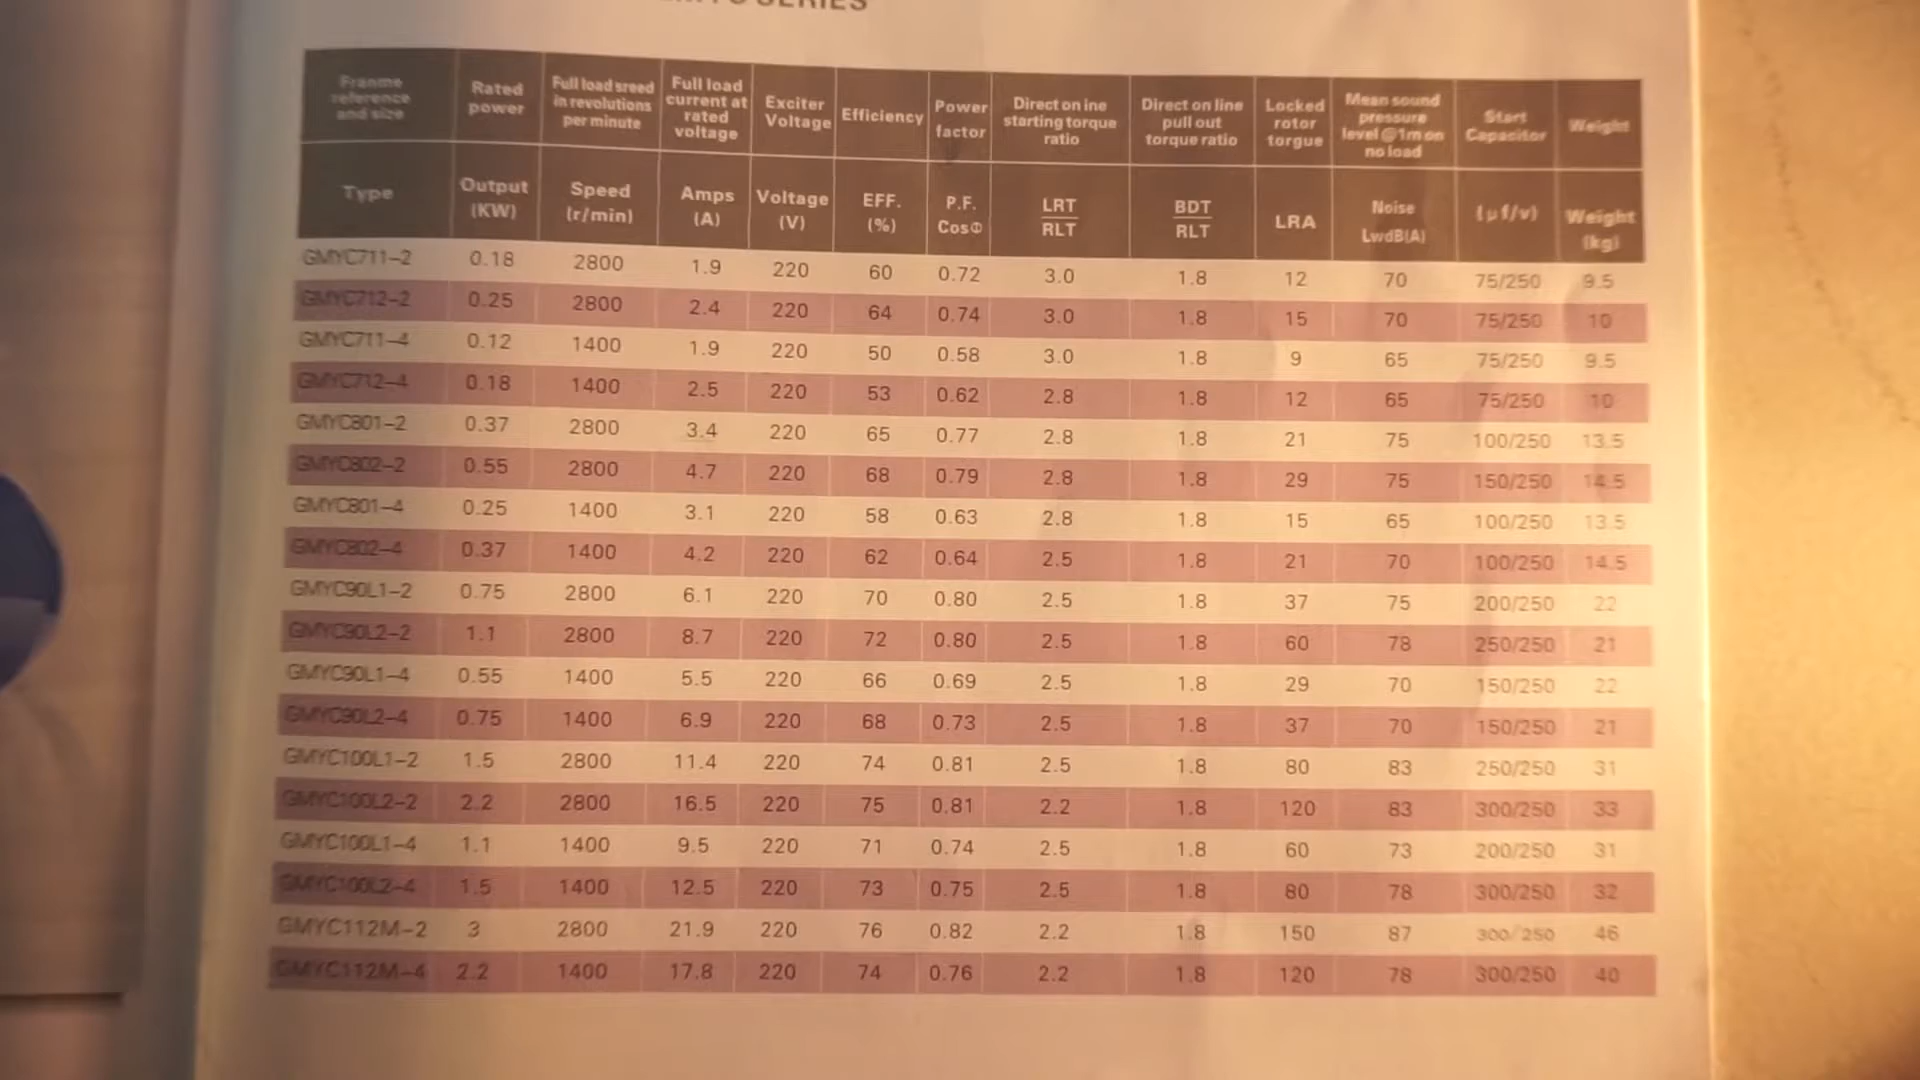 SERIES
Franme reference and size | Rated power | Full load sreed in revolutions per minute | Full load current at rated voltage | Exciter Voltage | Efficiency | Power factor | Direct on ine starting torque ratio | Direct on line pull out torque ratio | Locked rotor torgue | Mean sound pressure level @1m on no load | Start Capacitor | Weight
Type | Output (KW) | Speed (r/min) | Amps (A) | Voltage (V) | EFF. (%) | P.F. CosΦ | LRT RLT | BDT RLT | LRA | Noise LwdB(A) | (μf/v) | Weight (kg)
GMYC711-2 0.18 2800 1.9 220 60 0.72 3.0 1.8 12 70 75/250 9.5
GMYC712-2 0.25 2800 2.4 220 64 0.74 3.0 1.8 15 70 75/250 10
GMYC711-4 0.12 1400 1.9 220 50 0.58 3.0 1.8 9 65 75/250 9.5
GMYC712-4 0.18 1400 2.5 220 53 0.62 2.8 1.8 12 65 75/250 10
GMYC801-2 0.37 2800 3.4 220 65 0.77 2.8 1.8 21 75 100/250 13.5
GMYC802-2 0.55 2800 4.7 220 68 0.79 2.8 1.8 29 75 150/250 14.5
GMYC801-4 0.25 1400 3.1 220 58 0.63 2.8 1.8 15 65 100/250 13.5
GMYC802-4 0.37 1400 4.2 220 62 0.64 2.5 1.8 21 70 100/250 14.5
GMYC90L1-2 0.75 2800 6.1 220 70 0.80 2.5 1.8 37 75 200/250 22
GMYC90L2-2 1.1 2800 8.7 220 72 0.80 2.5 1.8 60 78 250/250 21
GMYC90L1-4 0.55 1400 5.5 220 66 0.69 2.5 1.8 29 70 150/250 22
GMYC90L2-4 0.75 1400 6.9 220 68 0.73 2.5 1.8 37 70 150/250 21
GMYC100L1-2 1.5 2800 11.4 220 74 0.81 2.5 1.8 80 83 250/250 31
GMYC100L2-2 2.2 2800 16.5 220 75 0.81 2.2 1.8 120 83 300/250 33
GMYC100L1-4 1.1 1400 9.5 220 71 0.74 2.5 1.8 60 73 200/250 31
GMYC100L2-4 1.5 1400 12.5 220 73 0.75 2.5 1.8 80 78 300/250 32
GMYC112M-2 3 2800 21.9 220 76 0.82 2.2 1.8 150 87 300/250 46
GMYC112M-4 2.2 1400 17.8 220 74 0.76 2.2 1.8 120 78 300/250 40